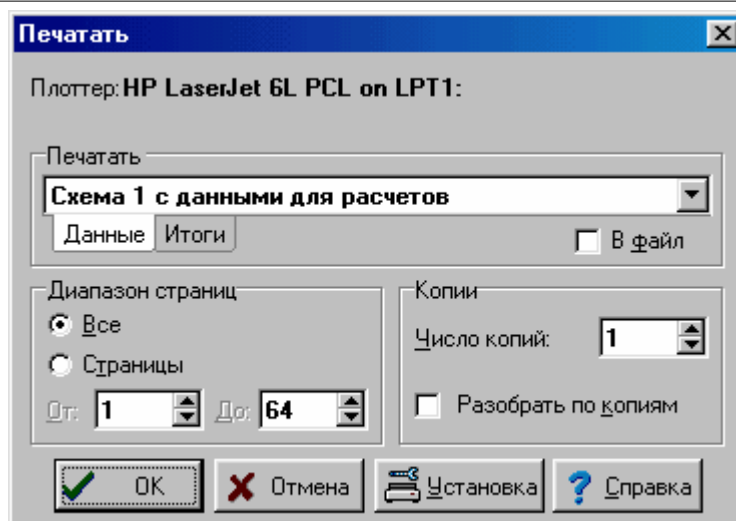 Печатать
Плоттер: HP LaserJet 6L PCL on LPT1:
Печатать
Схема 1 с данными для расчетов
Данные Итоги
В файл
Диапазон страниц
Все
Страницы
От: 1 До: 64
Копии
Число копий: 1
Разобрать по копиям
OK Отмена Установка ? Справка